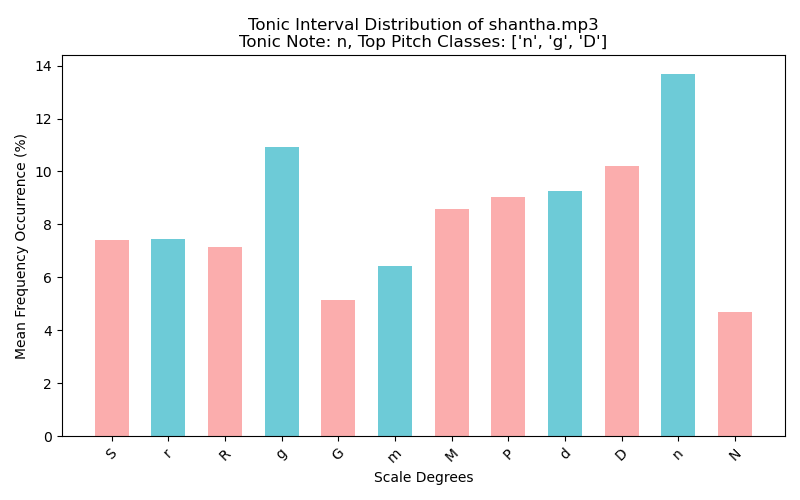 Tonic Interval Distribution of shantha.mp3
Tonic Note: n, Top Pitch Classes: ['n', 'g', 'D']
Mean Frequency Occurrence (%)
14
12
10
8
6
4
2
0
S r R g G m M P d D n N
Scale Degrees